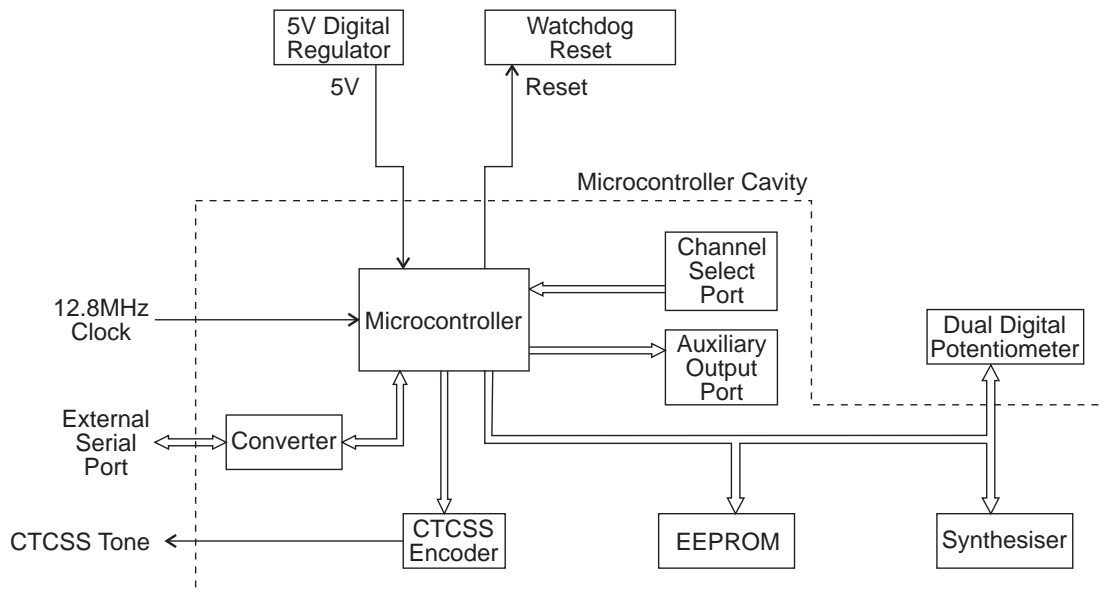 5V Digital
Regulator
Watchdog
Reset
5V
Reset
Microcontroller Cavity
Channel
Select
Port
12.8MHz
Clock
Microcontroller
Auxiliary
Output
Port
Dual Digital
Potentiometer
External
Serial
Port
Converter
CTCSS Tone
CTCSS
Encoder
EEPROM
Synthesiser